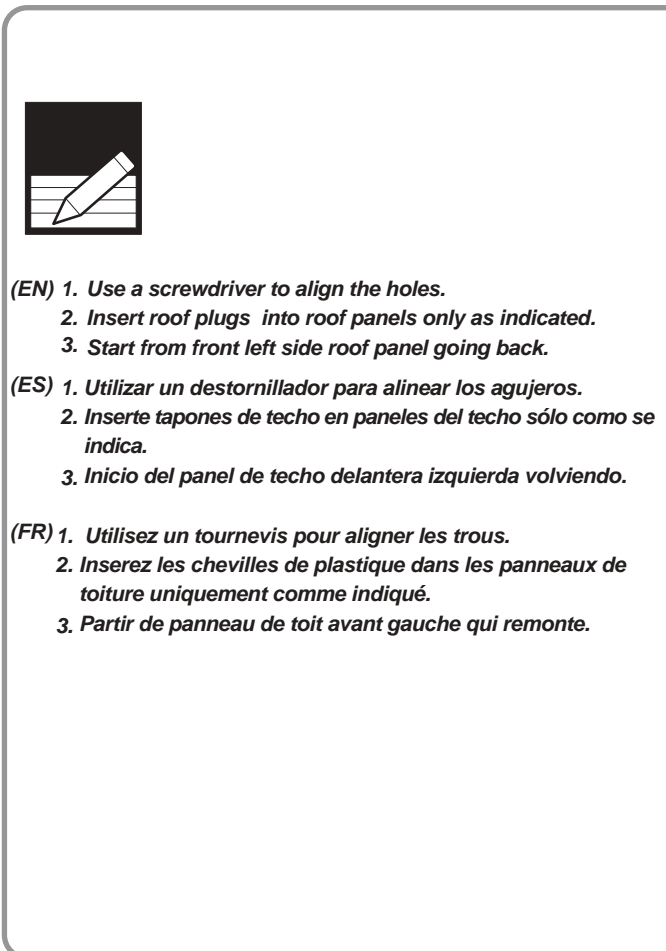 (EN) 1. Use a screwdriver to align the holes.
2. Insert roof plugs into roof panels only as indicated.
3. Start from front left side roof panel going back.
(ES) 1. Utilizar un destornillador para alinear los agujeros.
2. Inserte tapones de techo en paneles del techo sólo como se
indica.
3. Inicio del panel de techo delantera izquierda volviendo.
(FR) 1. Utilisez un tournevis pour aligner les trous.
2. Inserez les chevilles de plastique dans les panneaux de
toiture uniquement comme indiqué.
3. Partir de panneau de toit avant gauche qui remonte.